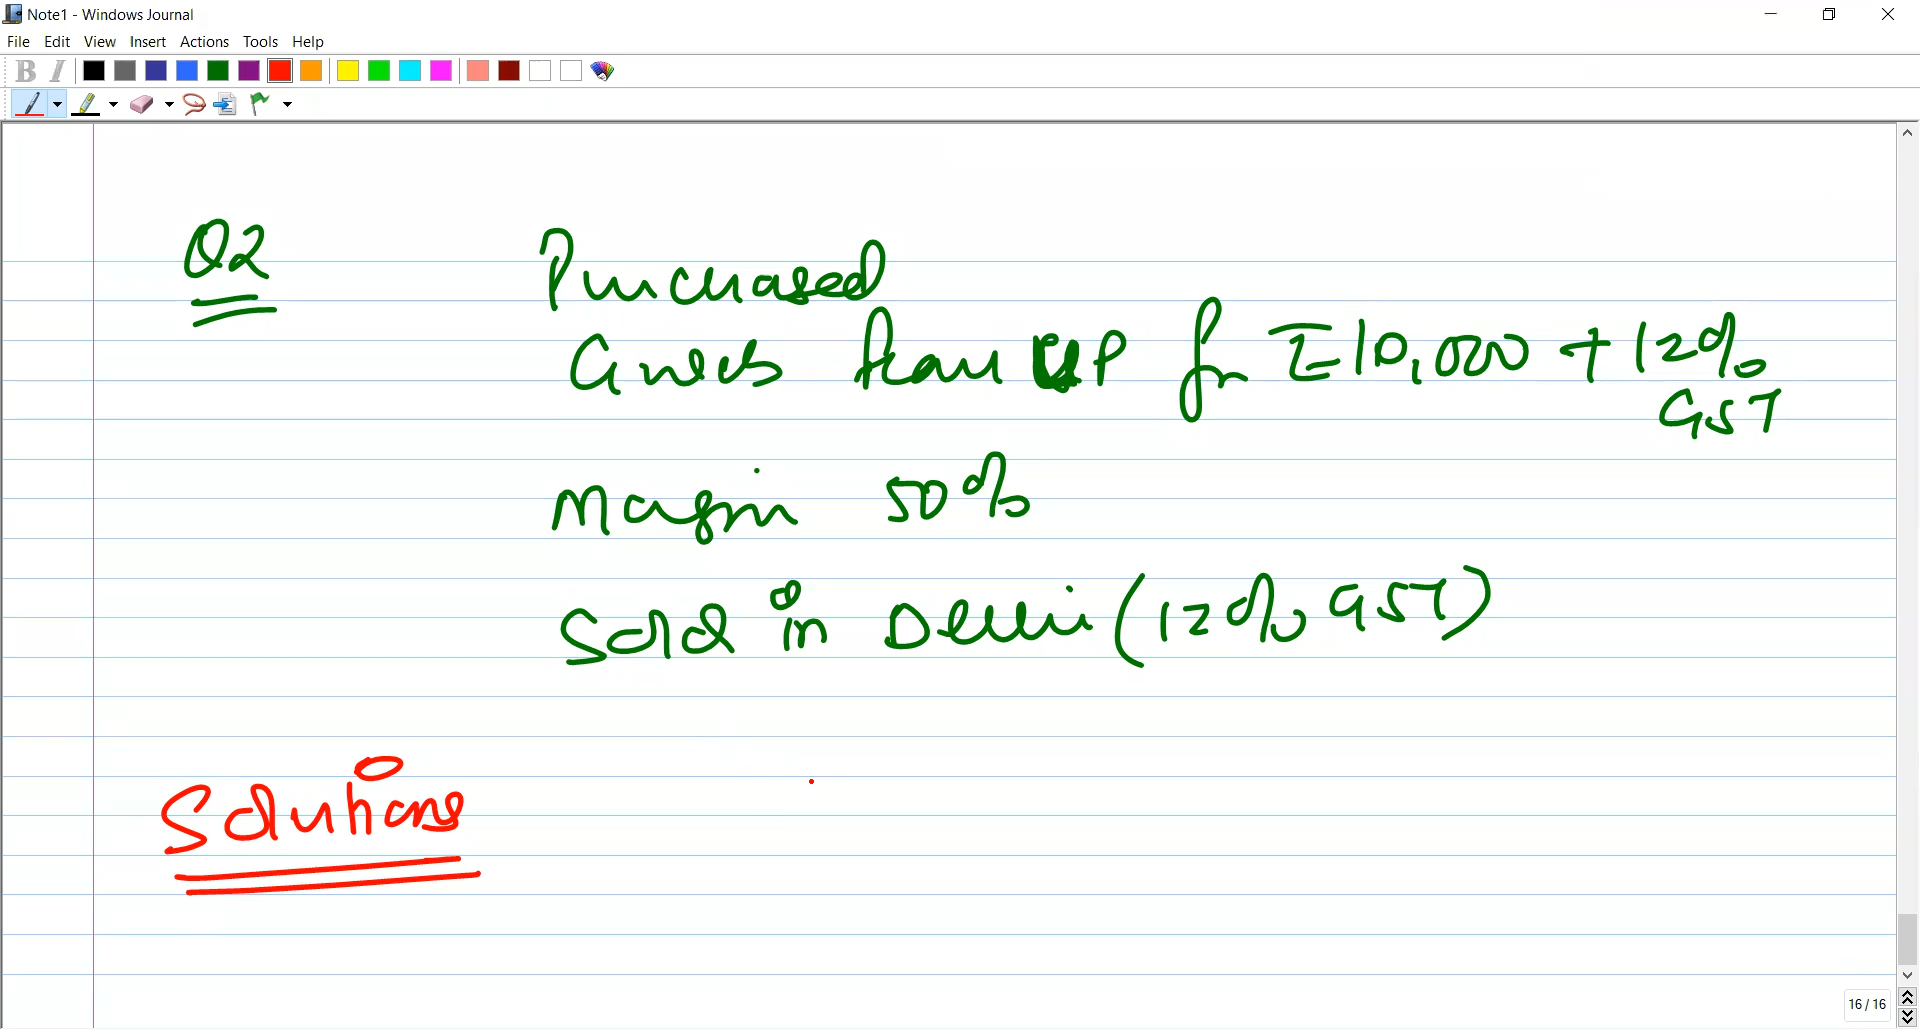 Note1 - Windows Journal
File Edit View Insert Actions Tools Help
B I
Q2
Purchased
Goods from UP for ₹10,000 + 12%
GST
Margin 50%
Sold in Delhi (12% GST)
Solutions
16 / 16